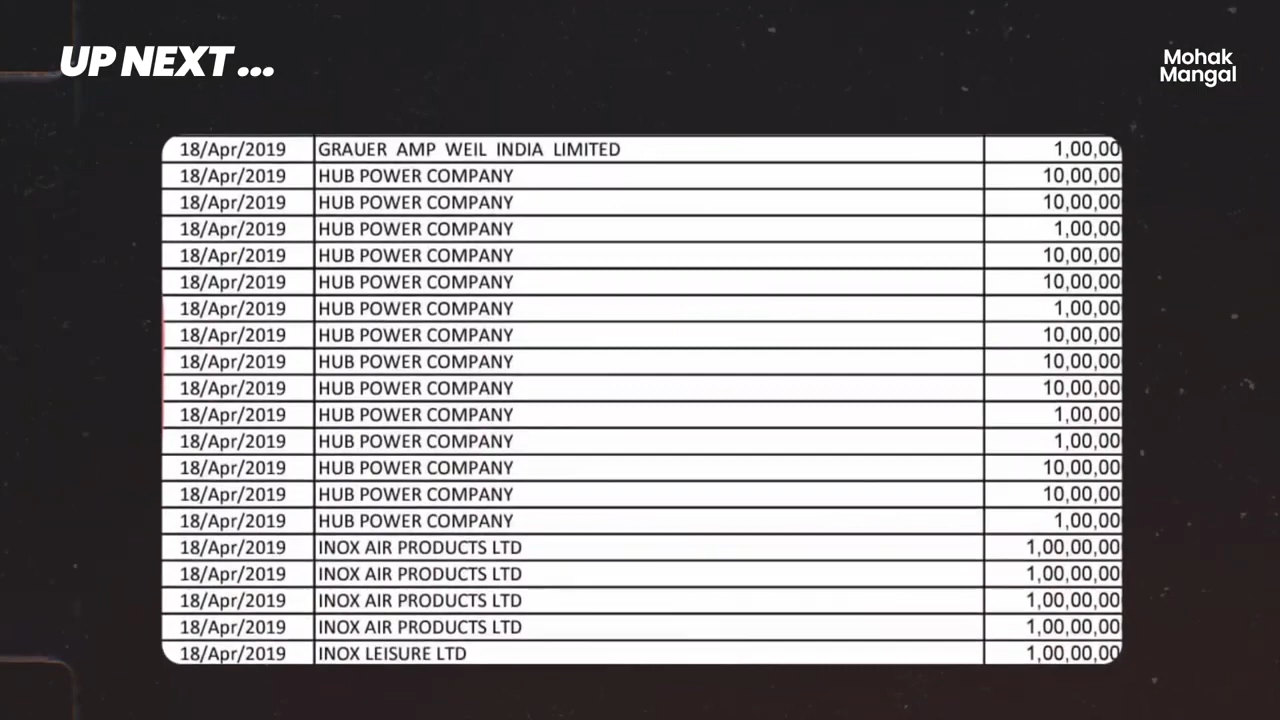 UP NEXT ...
Mohak
Mangal
18/Apr/2019 GRAUER AMP WEIL INDIA LIMITED 1,00,00
18/Apr/2019 HUB POWER COMPANY 10,00,00
18/Apr/2019 HUB POWER COMPANY 10,00,00
18/Apr/2019 HUB POWER COMPANY 1,00,00
18/Apr/2019 HUB POWER COMPANY 10,00,00
18/Apr/2019 HUB POWER COMPANY 10,00,00
18/Apr/2019 HUB POWER COMPANY 1,00,00
18/Apr/2019 HUB POWER COMPANY 10,00,00
18/Apr/2019 HUB POWER COMPANY 10,00,00
18/Apr/2019 HUB POWER COMPANY 10,00,00
18/Apr/2019 HUB POWER COMPANY 1,00,00
18/Apr/2019 HUB POWER COMPANY 1,00,00
18/Apr/2019 HUB POWER COMPANY 10,00,00
18/Apr/2019 HUB POWER COMPANY 10,00,00
18/Apr/2019 HUB POWER COMPANY 1,00,00
18/Apr/2019 INOX AIR PRODUCTS LTD 1,00,00,00
18/Apr/2019 INOX AIR PRODUCTS LTD 1,00,00,00
18/Apr/2019 INOX AIR PRODUCTS LTD 1,00,00,00
18/Apr/2019 INOX AIR PRODUCTS LTD 1,00,00,00
18/Apr/2019 INOX LEISURE LTD 1,00,00,00